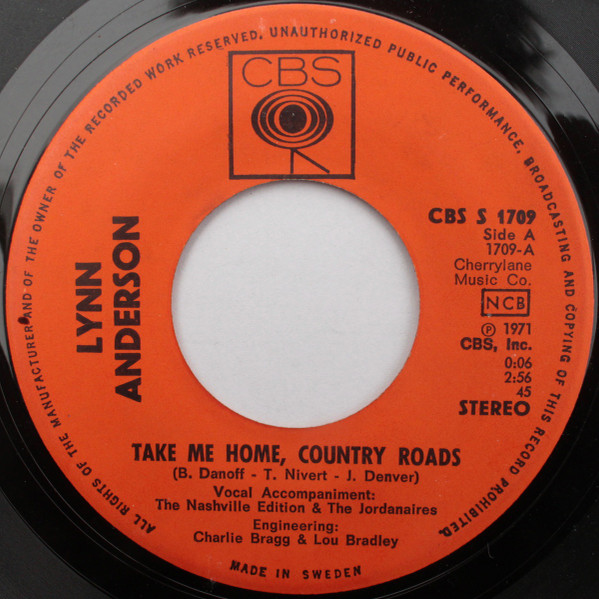 ALL RIGHTS OF THE MANUFACTURER AND OF THE OWNER OF THE RECORDED WORK RESERVED. UNAUTHORIZED PUBLIC PERFORMANCE, BROADCASTING AND COPYING OF THIS RECORD PROHIBITED.
CBS
LYNN
ANDERSON
CBS S 1709
Side A
1709-A
Cherrylane
Music Co.
NCB
℗ 1971
CBS, Inc.
0:06
2:56
45
STEREO
TAKE ME HOME, COUNTRY ROADS
(B. Danoff - T. Nivert - J. Denver)
Vocal Accompaniment:
The Nashville Edition & The Jordanaires
Engineering:
Charlie Bragg & Lou Bradley
MADE IN SWEDEN